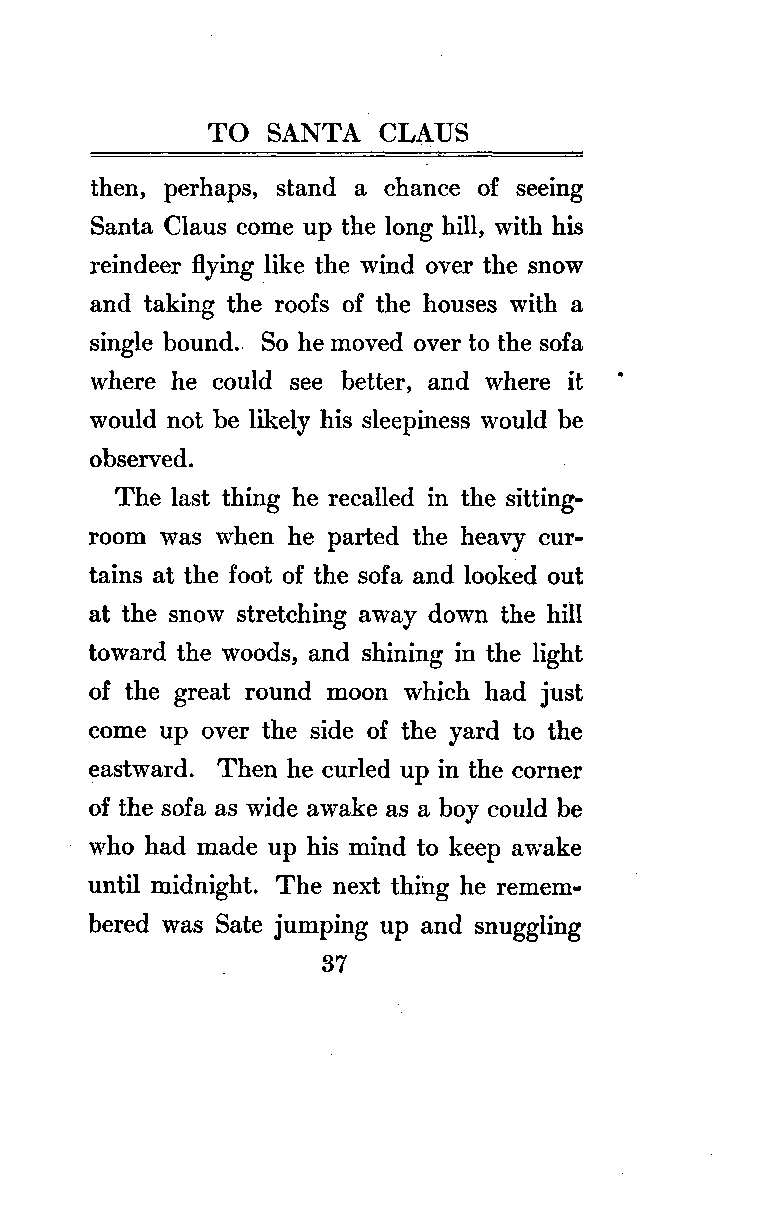 TO SANTA CLAUS
then, perhaps, stand a chance of seeing
Santa Claus come up the long hill, with his
reindeer flying like the wind over the snow
and taking the roofs of the houses with a
single bound. So he moved over to the sofa
where he could see better, and where it
would not be likely his sleepiness would be
observed.
The last thing he recalled in the sitting-
room was when he parted the heavy cur-
tains at the foot of the sofa and looked out
at the snow stretching away down the hill
toward the woods, and shining in the light
of the great round moon which had just
come up over the side of the yard to the
eastward. Then he curled up in the corner
of the sofa as wide awake as a boy could be
who had made up his mind to keep awake
until midnight. The next thing he remem-
bered was Sate jumping up and snuggling
37